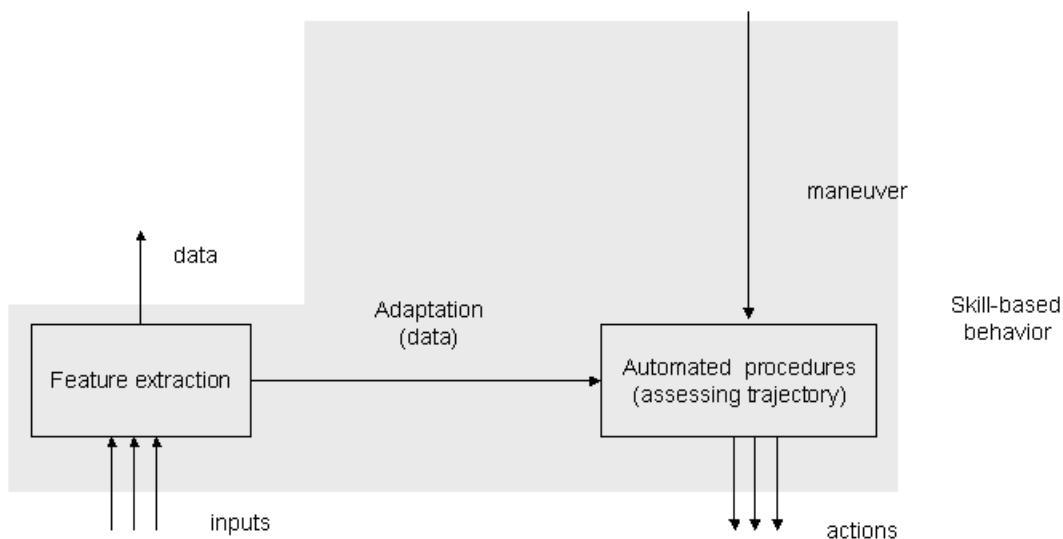 maneuver
data
Adaptation
(data)
Skill-based
behavior
Feature extraction
Automated procedures
(assessing trajectory)
inputs
actions